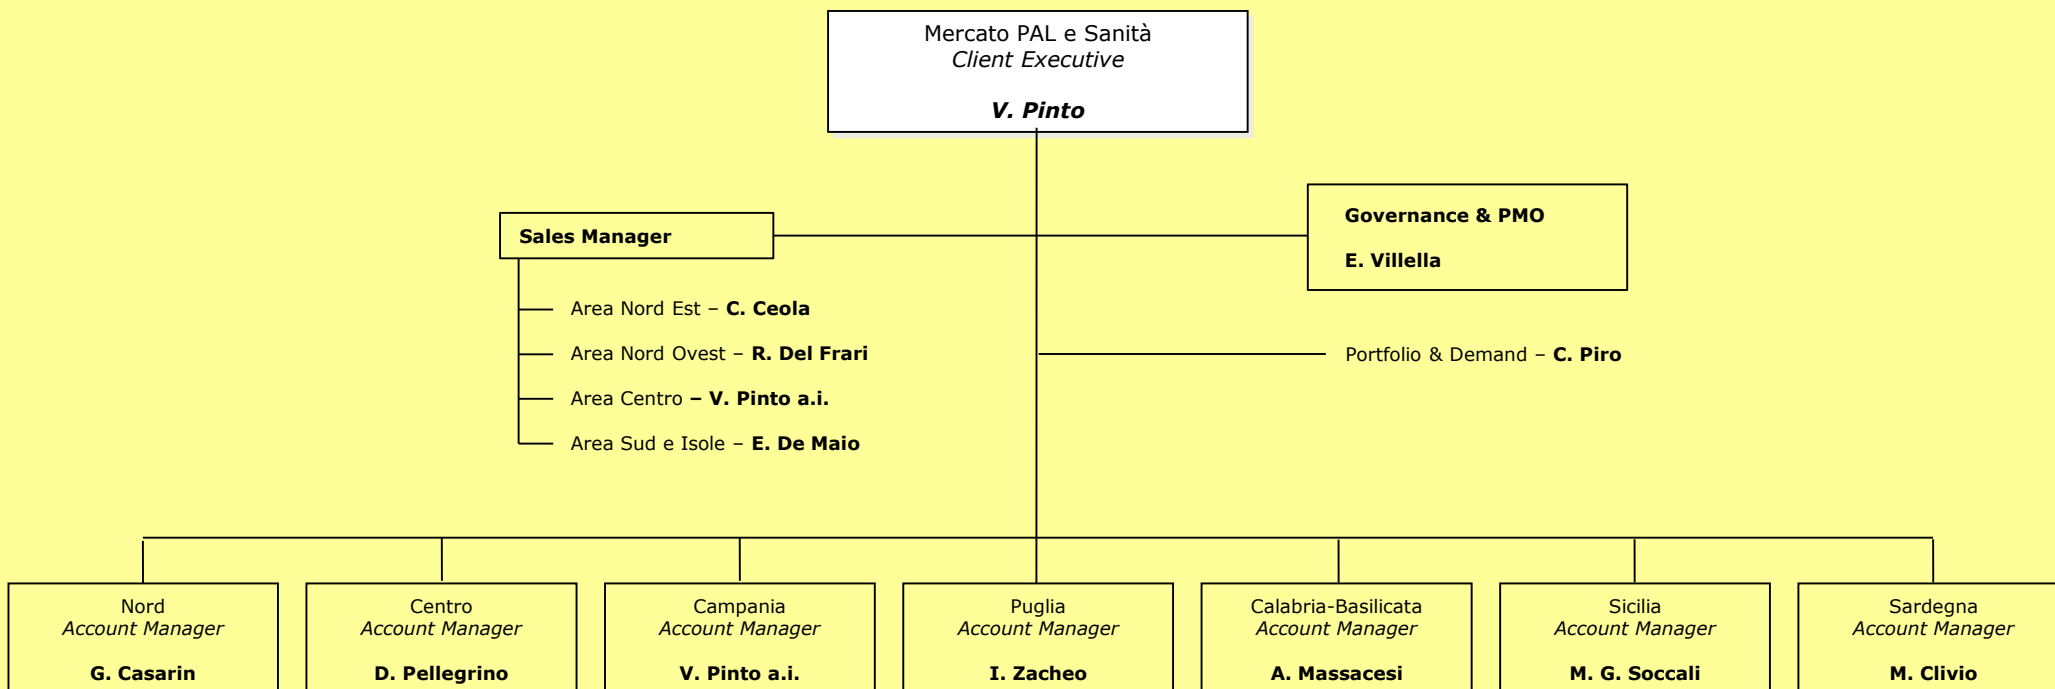 Mercato PAL e Sanità
Client Executive
V. Pinto
Sales Manager
Governance & PMO
E. Villella
Area Nord Est – C. Ceola
Area Nord Ovest – R. Del Frari
Area Centro – V. Pinto a.i.
Area Sud e Isole – E. De Maio
Portfolio & Demand – C. Piro
Nord
Account Manager
G. Casarin
Centro
Account Manager
D. Pellegrino
Campania
Account Manager
V. Pinto a.i.
Puglia
Account Manager
I. Zacheo
Calabria-Basilicata
Account Manager
A. Massacesi
Sicilia
Account Manager
M. G. Soccali
Sardegna
Account Manager
M. Clivio